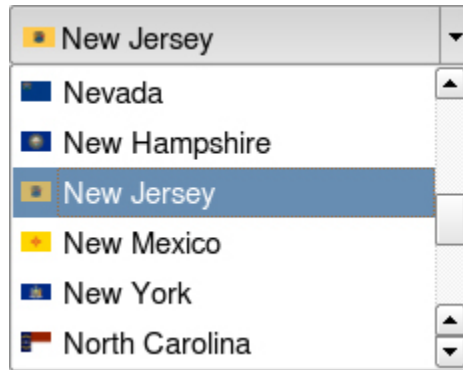 New Jersey
Nevada
New Hampshire
New Jersey
New Mexico
New York
North Carolina